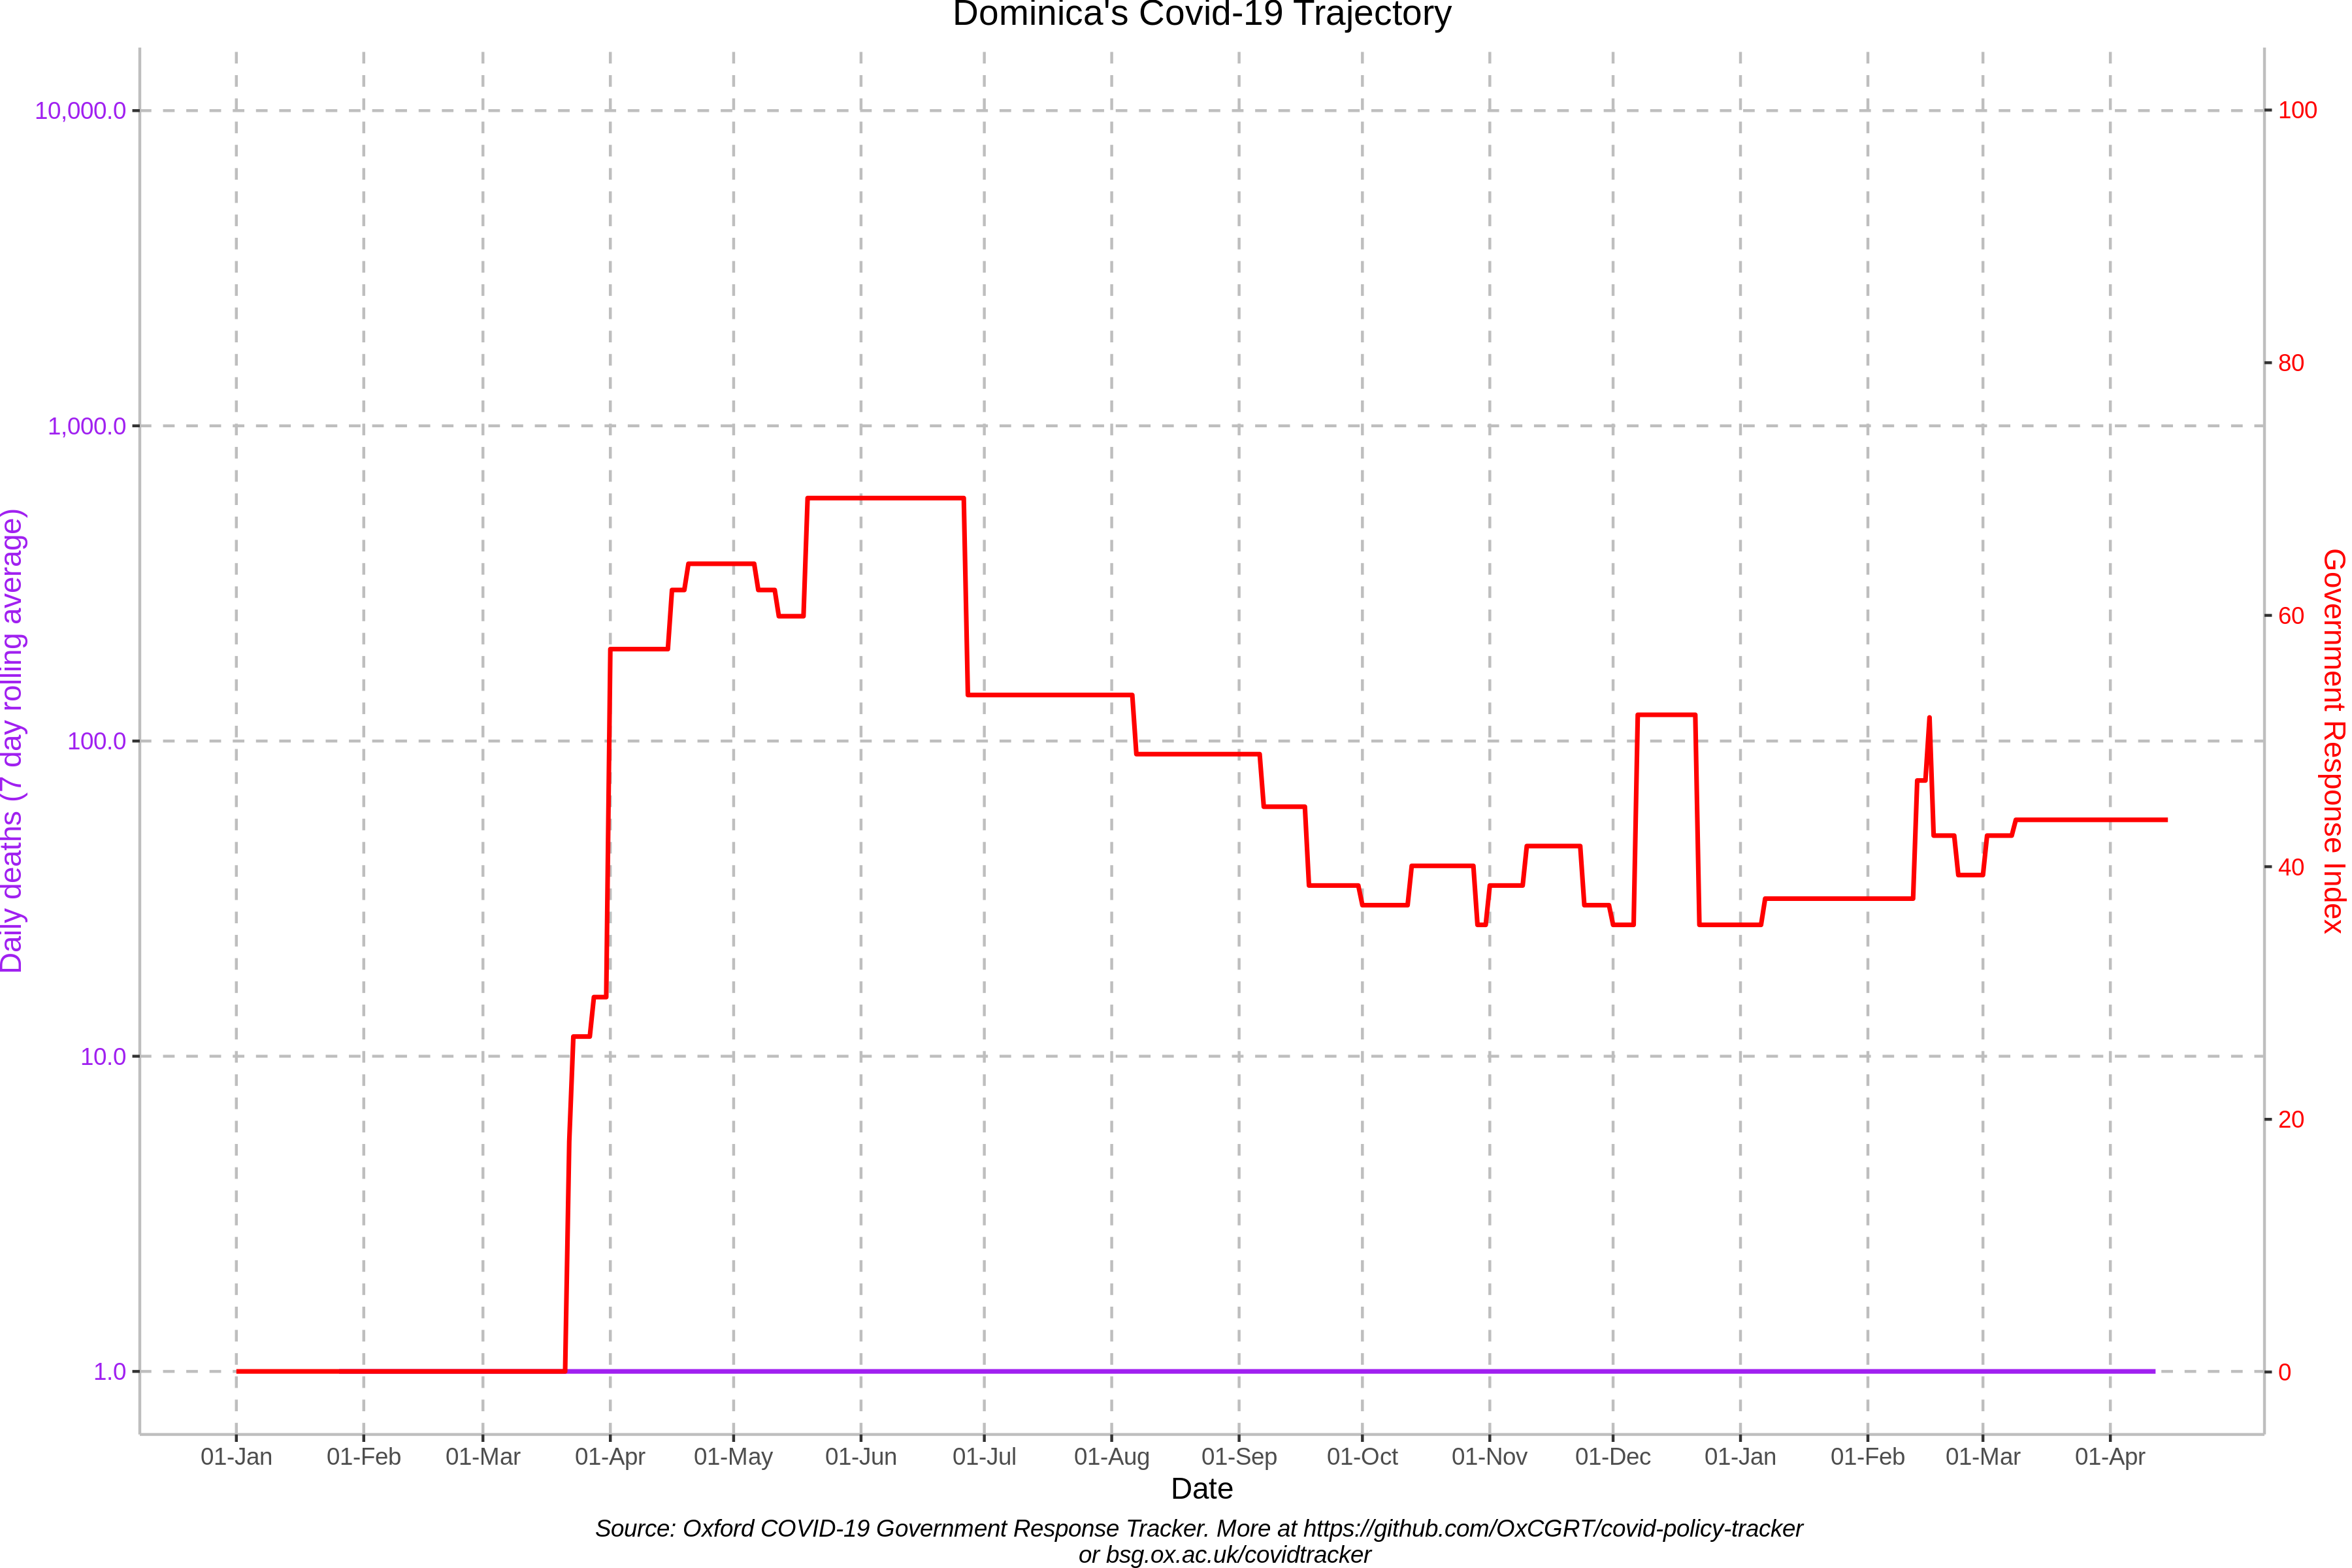 Dominica's Covid-19 Trajectory
10,000.0
1,000.0
100.0
10.0
1.0
Daily deaths (7 day rolling average)
100
80
60
40
20
0
Government Response Index
01-Jan 01-Feb 01-Mar 01-Apr 01-May 01-Jun 01-Jul 01-Aug 01-Sep 01-Oct 01-Nov 01-Dec 01-Jan 01-Feb 01-Mar 01-Apr
Date
Source: Oxford COVID-19 Government Response Tracker. More at https://github.com/OxCGRT/covid-policy-tracker
or bsg.ox.ac.uk/covidtracker